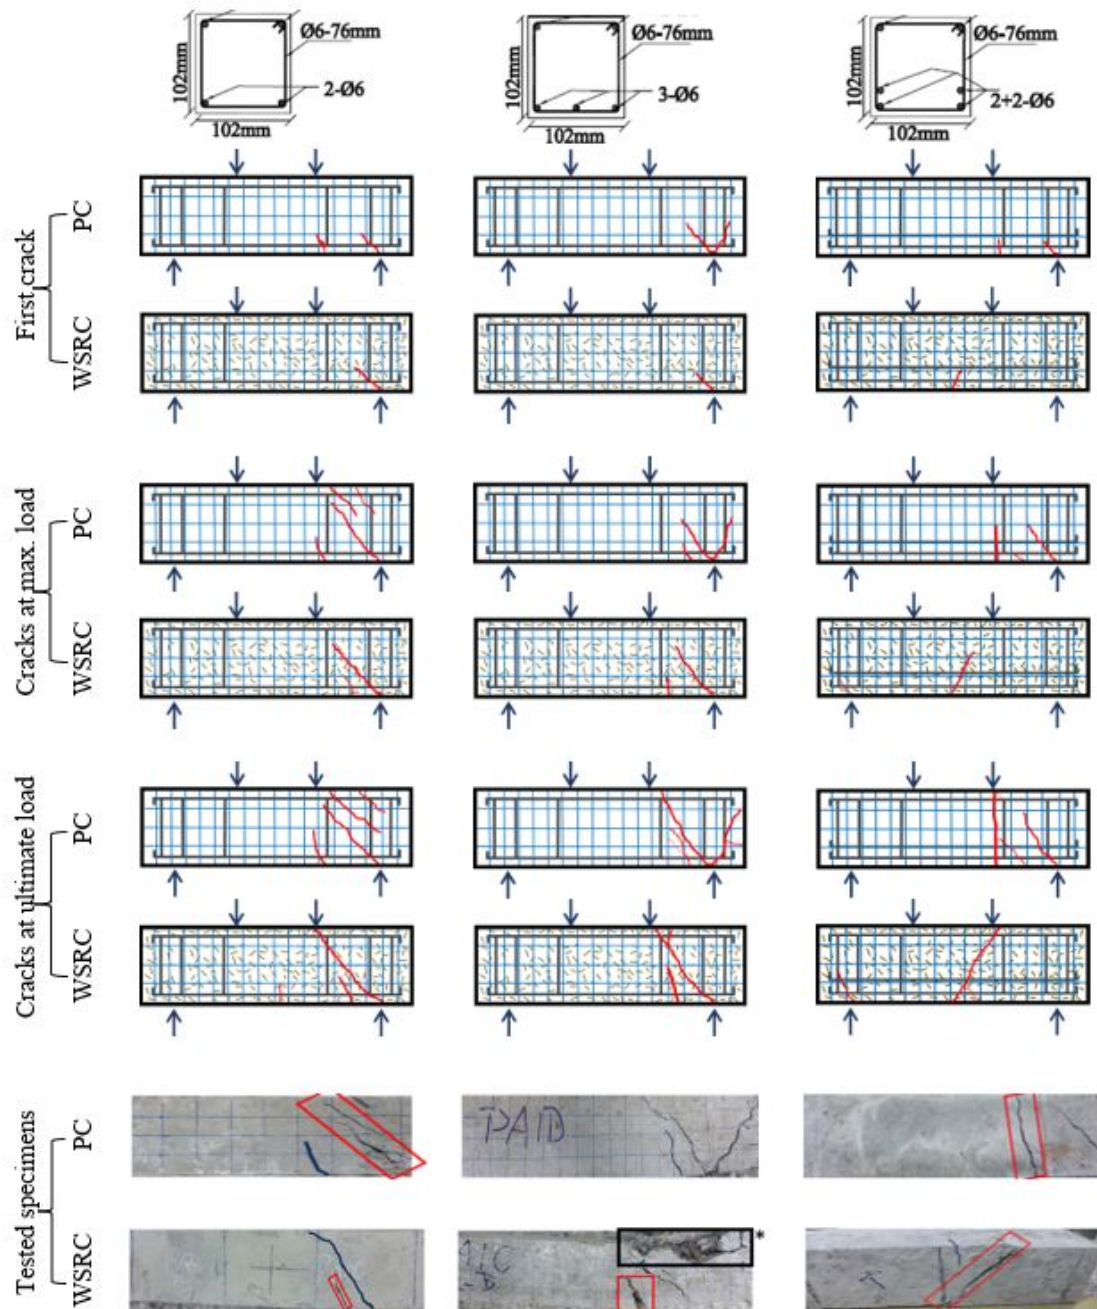 Ø6-76mm
102mm
2-Ø6
102mm
Ø6-76mm
102mm
3-Ø6
102mm
Ø6-76mm
102mm
2+2-Ø6
102mm
First crack
PC
WSRC
Cracks at max. load
PC
WSRC
Cracks at ultimate load
PC
WSRC
Tested specimens
PC
WSRC
*